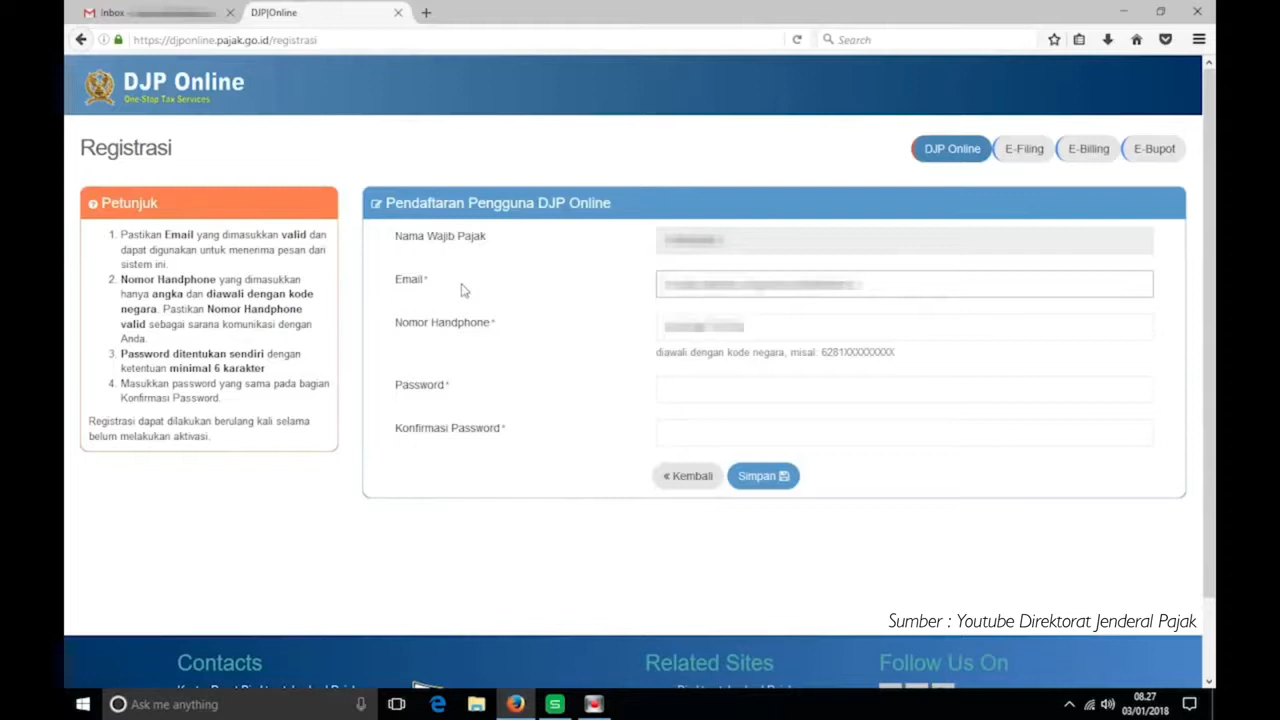 Inbox
DJP|Online
https://djponline.pajak.go.id/registrasi
Search
DJP Online
One-Stop Tax Services
Registrasi
DJP Online
E-Filing
E-Billing
E-Bupot
Petunjuk
1. Pastikan Email yang dimasukkan valid dan
dapat digunakan untuk menerima pesan dari
sistem ini.
2. Nomor Handphone yang dimasukkan
hanya angka dan diawali dengan kode
negara. Pastikan Nomor Handphone
valid sebagai sarana komunikasi dengan
Anda.
3. Password ditentukan sendiri dengan
ketentuan minimal 6 karakter
4. Masukkan password yang sama pada bagian
Konfirmasi Password.
Registrasi dapat dilakukan berulang kali selama
belum melakukan aktivasi.
Pendaftaran Pengguna DJP Online
Nama Wajib Pajak
Email*
Nomor Handphone*
diawali dengan kode negara, misal: 6281XXXXXXXXX
Password*
Konfirmasi Password*
« Kembali
Simpan
Sumber : Youtube Direktorat Jenderal Pajak
Contacts
Related Sites
Follow Us On
Ask me anything
08.27
03/01/2018